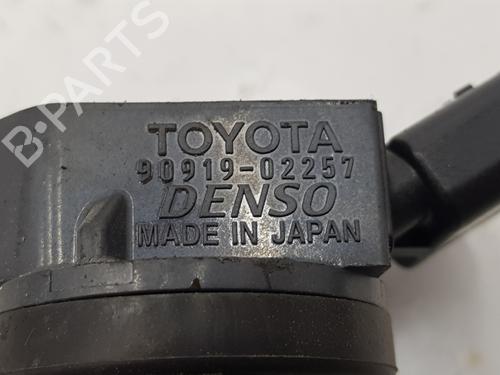 B-PARTS
TOYOTA
90919-02257
DENSO
MADE IN JAPAN